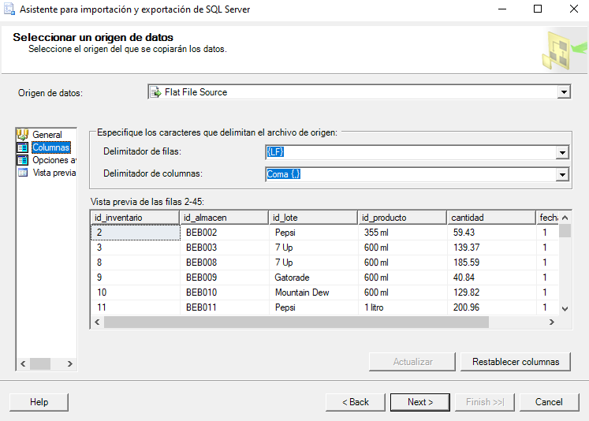 Asistente para importación y exportación de SQL Server
Seleccionar un origen de datos
Seleccione el origen del que se copiarán los datos.
Origen de datos:
Flat File Source
General
Columnas
Opciones av
Vista previa
Especifique los caracteres que delimitan el archivo de origen:
Delimitador de filas:
{LF}
Delimitador de columnas:
Coma {,}
Vista previa de las filas 2-45:
id_inventario id_almacen id_lote id_producto cantidad fecha
2 BEB002 Pepsi 355 ml 59.43 1
3 BEB003 7 Up 600 ml 139.37 1
8 BEB008 7 Up 600 ml 185.59 1
9 BEB009 Gatorade 600 ml 40.84 1
10 BEB010 Mountain Dew 600 ml 129.82 1
11 BEB011 Pepsi 1 litro 200.96 1
Actualizar Restablecer columnas
Help < Back Next > Finish >>| Cancel